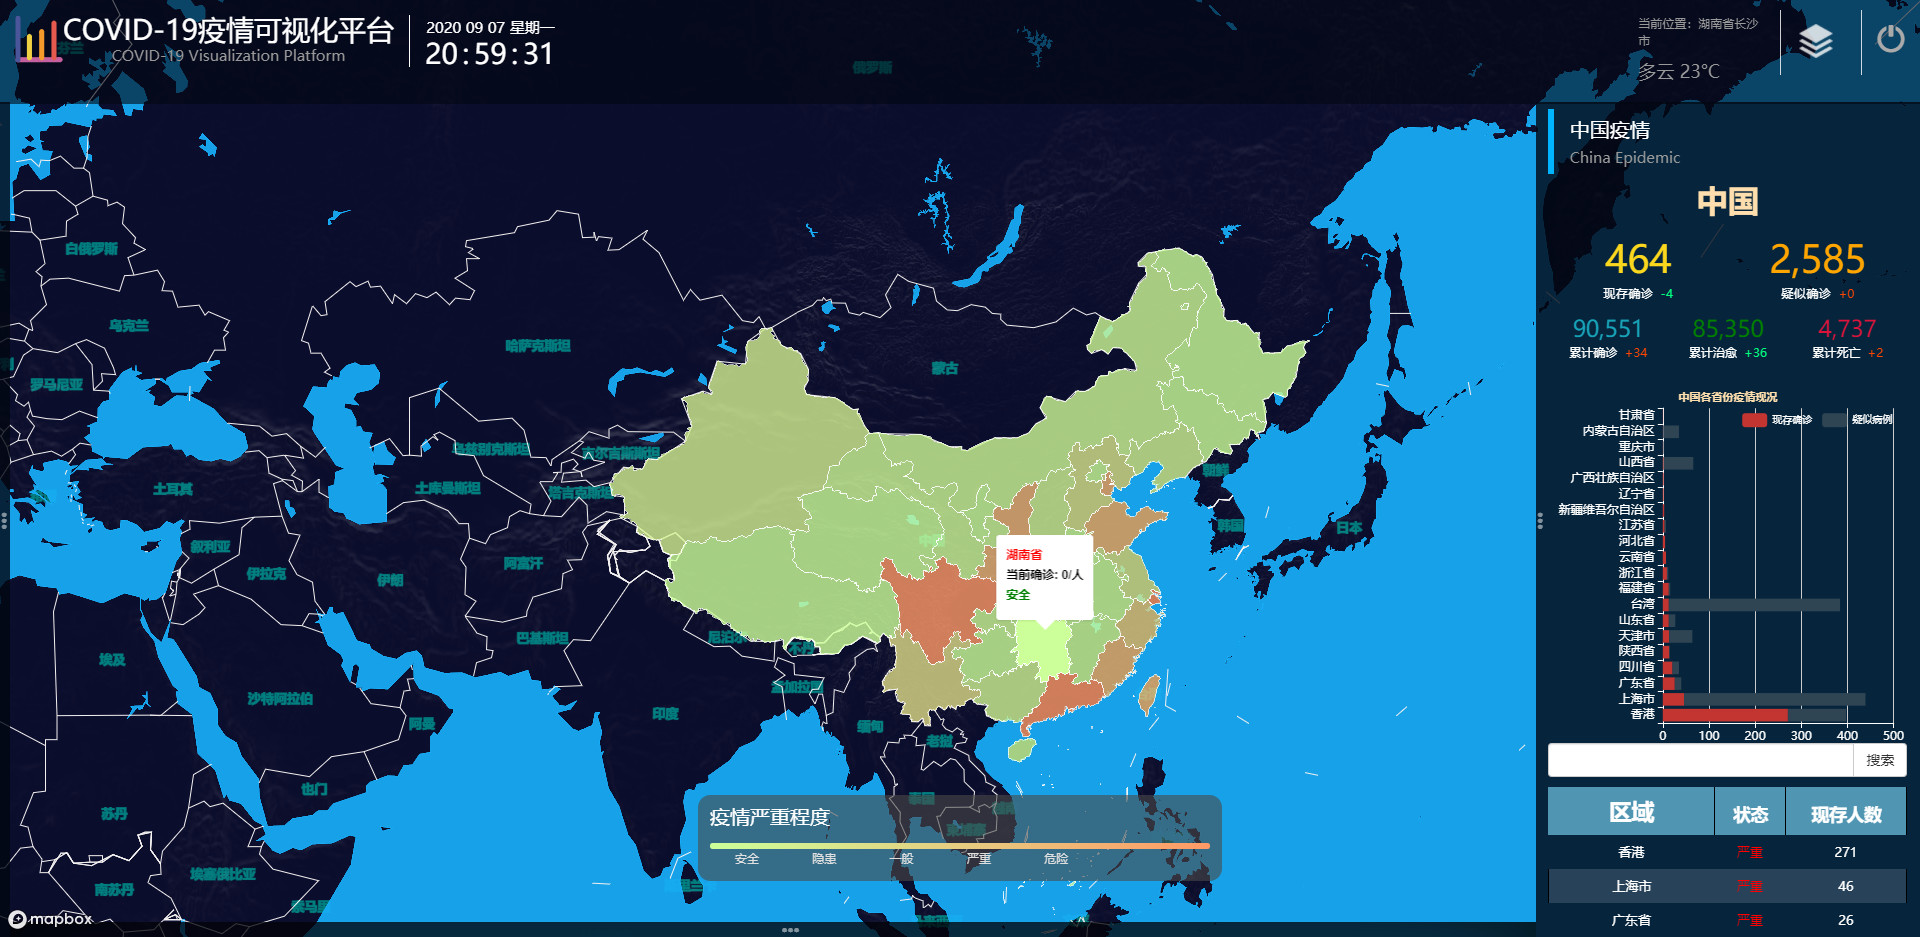 COVID-19疫情可视化平台
COVID-19 Visualization Platform
2020 09 07 星期一
20:59:31
当前位置：湖南省长沙
市
多云 23°C
中国疫情
China Epidemic
中国
464
现存确诊 -4
2,585
疑似确诊 +0
90,551
累计确诊 +34
85,350
累计治愈 +36
4,737
累计死亡 +2
中国各省份疫情现况
现存确诊
疑似病例
甘肃省
内蒙古自治区
重庆市
山西省
广西壮族自治区
辽宁省
新疆维吾尔自治区
江苏省
河北省
云南省
浙江省
福建省
台湾
山东省
天津市
陕西省
四川省
广东省
上海市
香港
0 100 200 300 400 500
搜索
区域 状态 现存人数
香港 严重 271
上海市 严重 46
广东省 严重 26
芬兰
俄罗斯
白俄罗斯
乌克兰
罗马尼亚
哈萨克斯坦
蒙古
乌兹别克斯坦
吉尔吉斯斯坦
土耳其
土库曼斯坦
塔吉克斯坦
朝鲜
韩国
日本
叙利亚
伊拉克
伊朗
阿富汗
湖南省
当前确诊: 0/人
安全
埃及
巴基斯坦
尼泊尔
不丹
沙特阿拉伯
阿曼
印度
孟加拉国
缅甸
老挝
也门
苏丹
泰国
南苏丹
埃塞俄比亚
疫情严重程度
安全 隐患 一般 严重 危险
mapbox